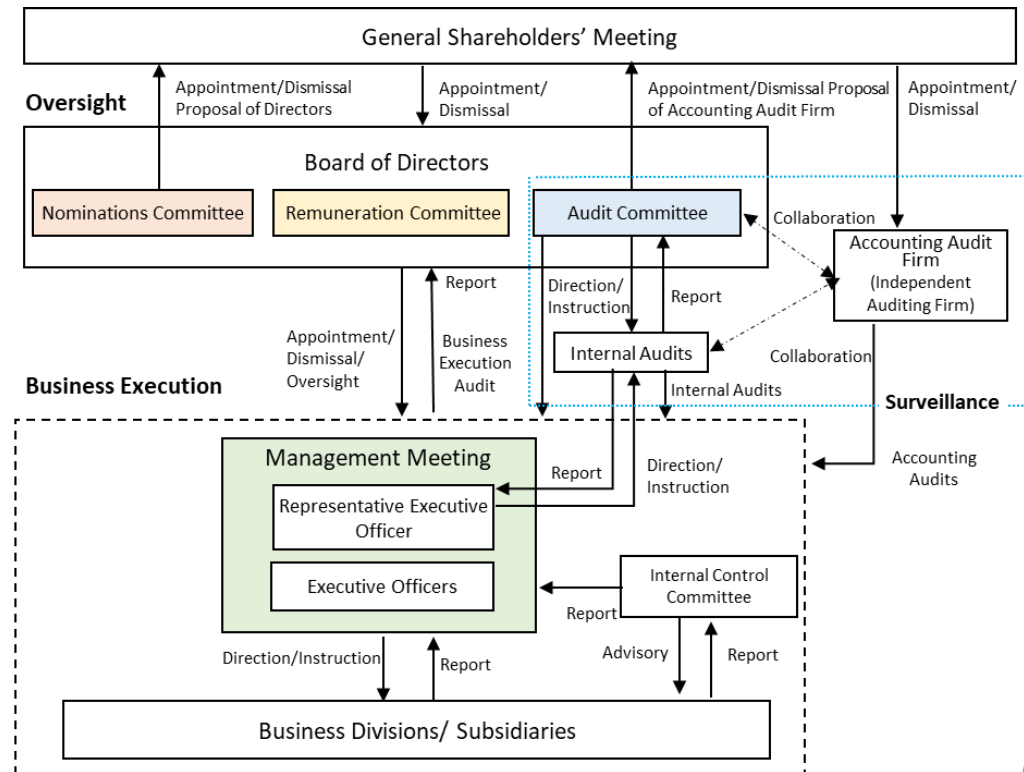 General Shareholders' Meeting
Appointment/Dismissal
Proposal of Directors
Appointment/
Dismissal
Appointment/Dismissal Proposal
of Accounting Audit Firm
Appointment/
Dismissal
Oversight
Board of Directors
Nominations Committee
Remuneration Committee
Audit Committee
Collaboration
Accounting Audit
Firm
(Independent
Auditing Firm)
Report
Direction/
Instruction
Report
Appointment/
Dismissal/
Oversight
Business
Execution
Audit
Internal Audits
Collaboration
Business Execution
Internal Audits
Surveillance
Management Meeting
Report
Direction/
Instruction
Accounting
Audits
Representative Executive
Officer
Executive Officers
Internal Control
Committee
Report
Direction/Instruction
Report
Advisory
Report
Business Divisions/ Subsidiaries